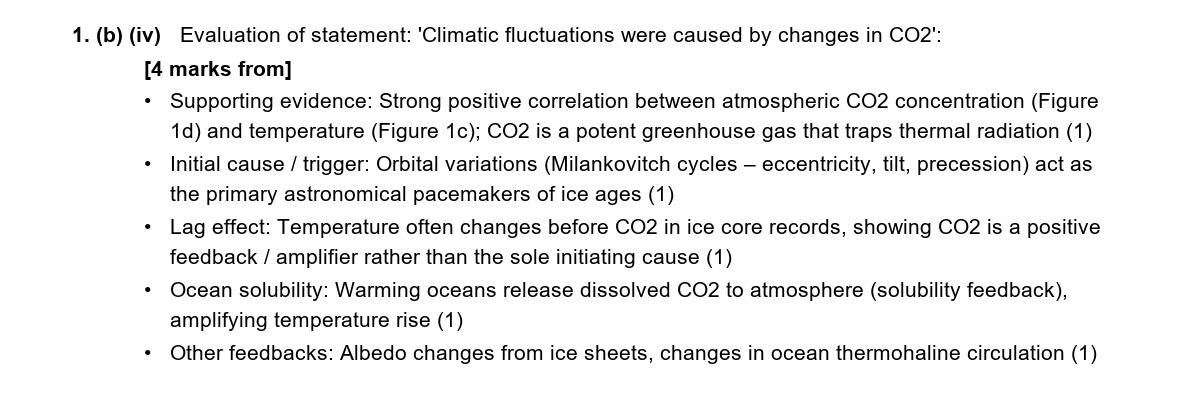 1. (b) (iv) Evaluation of statement: 'Climatic fluctuations were caused by changes in CO2':
[4 marks from]
• Supporting evidence: Strong positive correlation between atmospheric CO2 concentration (Figure
1d) and temperature (Figure 1c); CO2 is a potent greenhouse gas that traps thermal radiation (1)
• Initial cause / trigger: Orbital variations (Milankovitch cycles – eccentricity, tilt, precession) act as
the primary astronomical pacemakers of ice ages (1)
• Lag effect: Temperature often changes before CO2 in ice core records, showing CO2 is a positive
feedback / amplifier rather than the sole initiating cause (1)
• Ocean solubility: Warming oceans release dissolved CO2 to atmosphere (solubility feedback),
amplifying temperature rise (1)
• Other feedbacks: Albedo changes from ice sheets, changes in ocean thermohaline circulation (1)